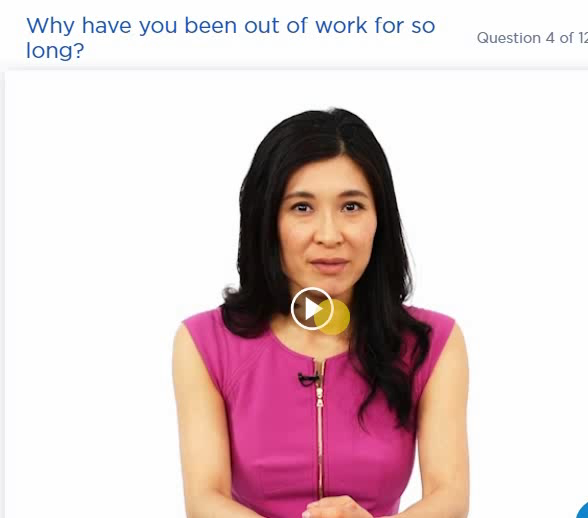 Why have you been out of work for so
long?
Question 4 of 12